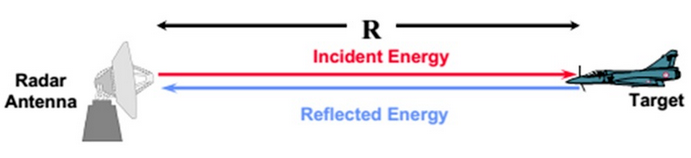 R
Incident Energy
Radar
Antenna
Target
Reflected Energy